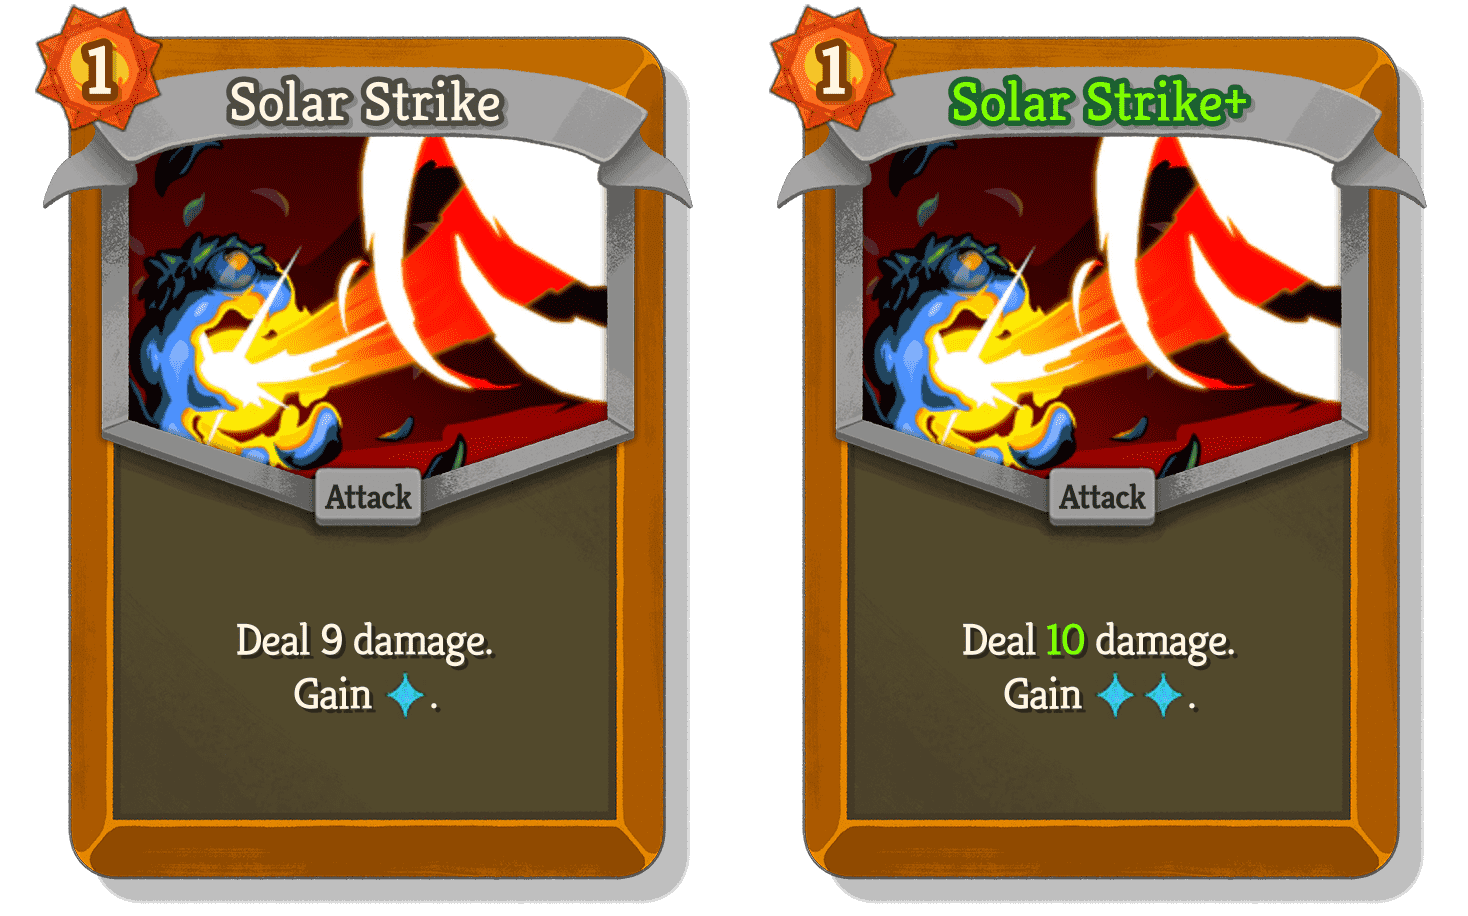 1
Solar Strike
Attack
Deal 9 damage.
Gain .
1
Solar Strike+
Attack
Deal 10 damage.
Gain .